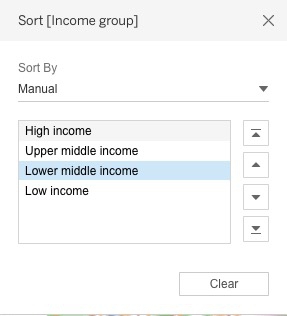 Sort [Income group]
Sort By
Manual
High income
Upper middle income
Lower middle income
Low income
Clear